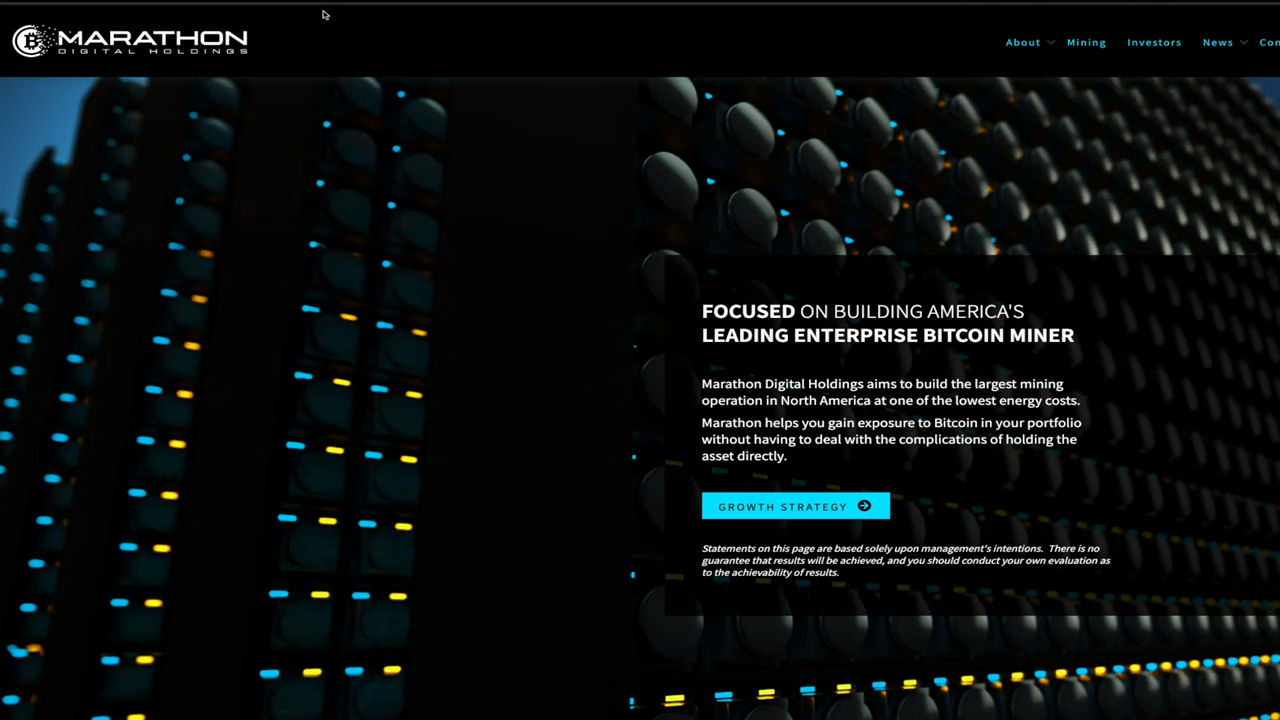 MARATHON
DIGITAL HOLDINGS
About Mining Investors News
FOCUSED ON BUILDING AMERICA'S
LEADING ENTERPRISE BITCOIN MINER
Marathon Digital Holdings aims to build the largest mining
operation in North America at one of the lowest energy costs.
Marathon helps you gain exposure to Bitcoin in your portfolio
without having to deal with the complications of holding the
asset directly.
GROWTH STRATEGY
Statements on this page are based solely upon management's intentions. There is no
guarantee that results will be achieved, and you should conduct your own evaluation as
to the achievability of results.